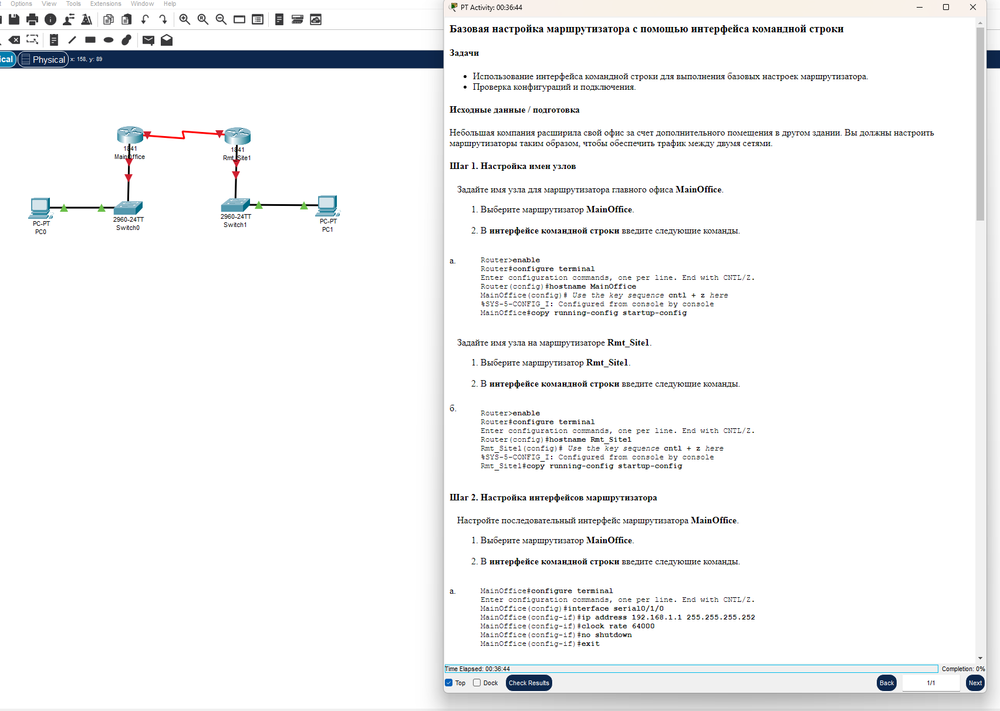 Options View Tools Extensions Window Help
PT Activity: 00:36:44
ical Physical x: 158, y: 89
1841
MainOffice
1841
Rmt_Site1
2960-24TT
Switch0
2960-24TT
Switch1
PC-PT
PC0
PC-PT
PC1
Базовая настройка маршрутизатора с помощью интерфейса командной строки
Задачи
• Использование интерфейса командной строки для выполнения базовых настроек маршрутизатора.
• Проверка конфигураций и подключения.
Исходные данные / подготовка
Небольшая компания расширила свой офис за счет дополнительного помещения в другом здании. Вы должны настроить
маршрутизаторы таким образом, чтобы обеспечить трафик между двумя сетями.
Шаг 1. Настройка имен узлов
Задайте имя узла для маршрутизатора главного офиса MainOffice.
1. Выберите маршрутизатор MainOffice.
2. В интерфейсе командной строки введите следующие команды.
а.
Router>enable
Router#configure terminal
Enter configuration commands, one per line. End with CNTL/Z.
Router(config)#hostname MainOffice
MainOffice(config)# Use the key sequence cntl + z here
%SYS-5-CONFIG_I: Configured from console by console
MainOffice#copy running-config startup-config
Задайте имя узла на маршрутизаторе Rmt_Site1.
1. Выберите маршрутизатор Rmt_Site1.
2. В интерфейсе командной строки введите следующие команды.
б.
Router>enable
Router#configure terminal
Enter configuration commands, one per line. End with CNTL/Z.
Router(config)#hostname Rmt_Site1
Rmt_Site1(config)# Use the key sequence cntl + z here
%SYS-5-CONFIG_I: Configured from console by console
Rmt_Site1#copy running-config startup-config
Шаг 2. Настройка интерфейсов маршрутизатора
Настройте последовательный интерфейс маршрутизатора MainOffice.
1. Выберите маршрутизатор MainOffice.
2. В интерфейсе командной строки введите следующие команды.
а.
MainOffice#configure terminal
Enter configuration commands, one per line. End with CNTL/Z.
MainOffice(config)#interface serial0/1/0
MainOffice(config-if)#ip address 192.168.1.1 255.255.255.252
MainOffice(config-if)#clock rate 64000
MainOffice(config-if)#no shutdown
MainOffice(config-if)#exit
Time Elapsed: 00:36:44 Completion: 0%
Top Dock Check Results Back 1/1 Next